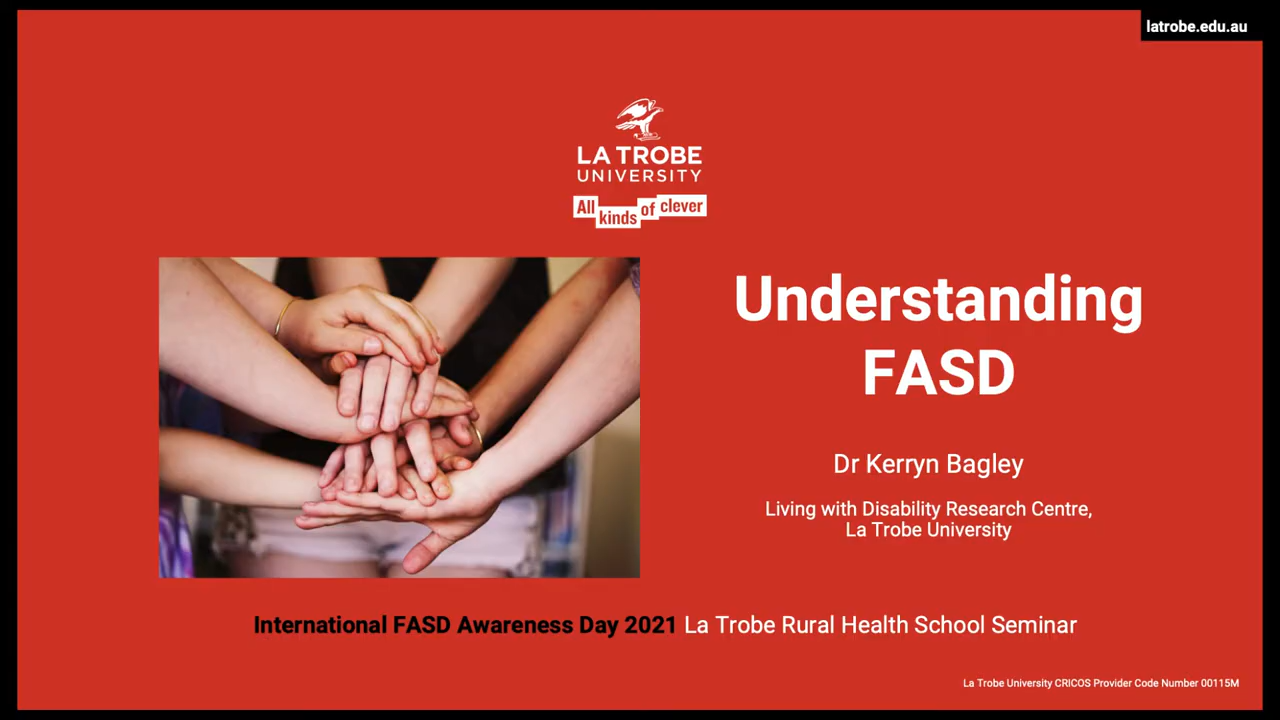 latrobe.edu.au
LA TROBE
UNIVERSITY
All kinds of clever
Understanding
FASD
Dr Kerryn Bagley
Living with Disability Research Centre,
La Trobe University
International FASD Awareness Day 2021 La Trobe Rural Health School Seminar
La Trobe University CRICOS Provider Code Number 00115M